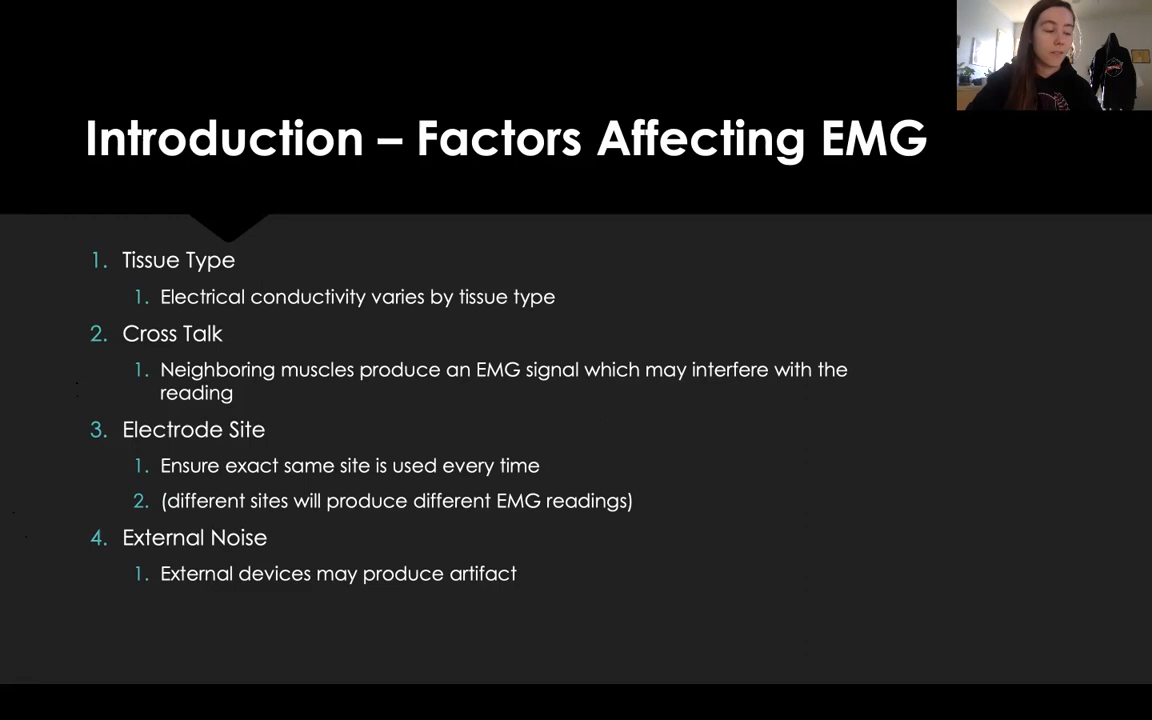 Introduction – Factors Affecting EMG
1. Tissue Type
1. Electrical conductivity varies by tissue type
2. Cross Talk
1. Neighboring muscles produce an EMG signal which may interfere with the
reading
3. Electrode Site
1. Ensure exact same site is used every time
2. (different sites will produce different EMG readings)
4. External Noise
1. External devices may produce artifact